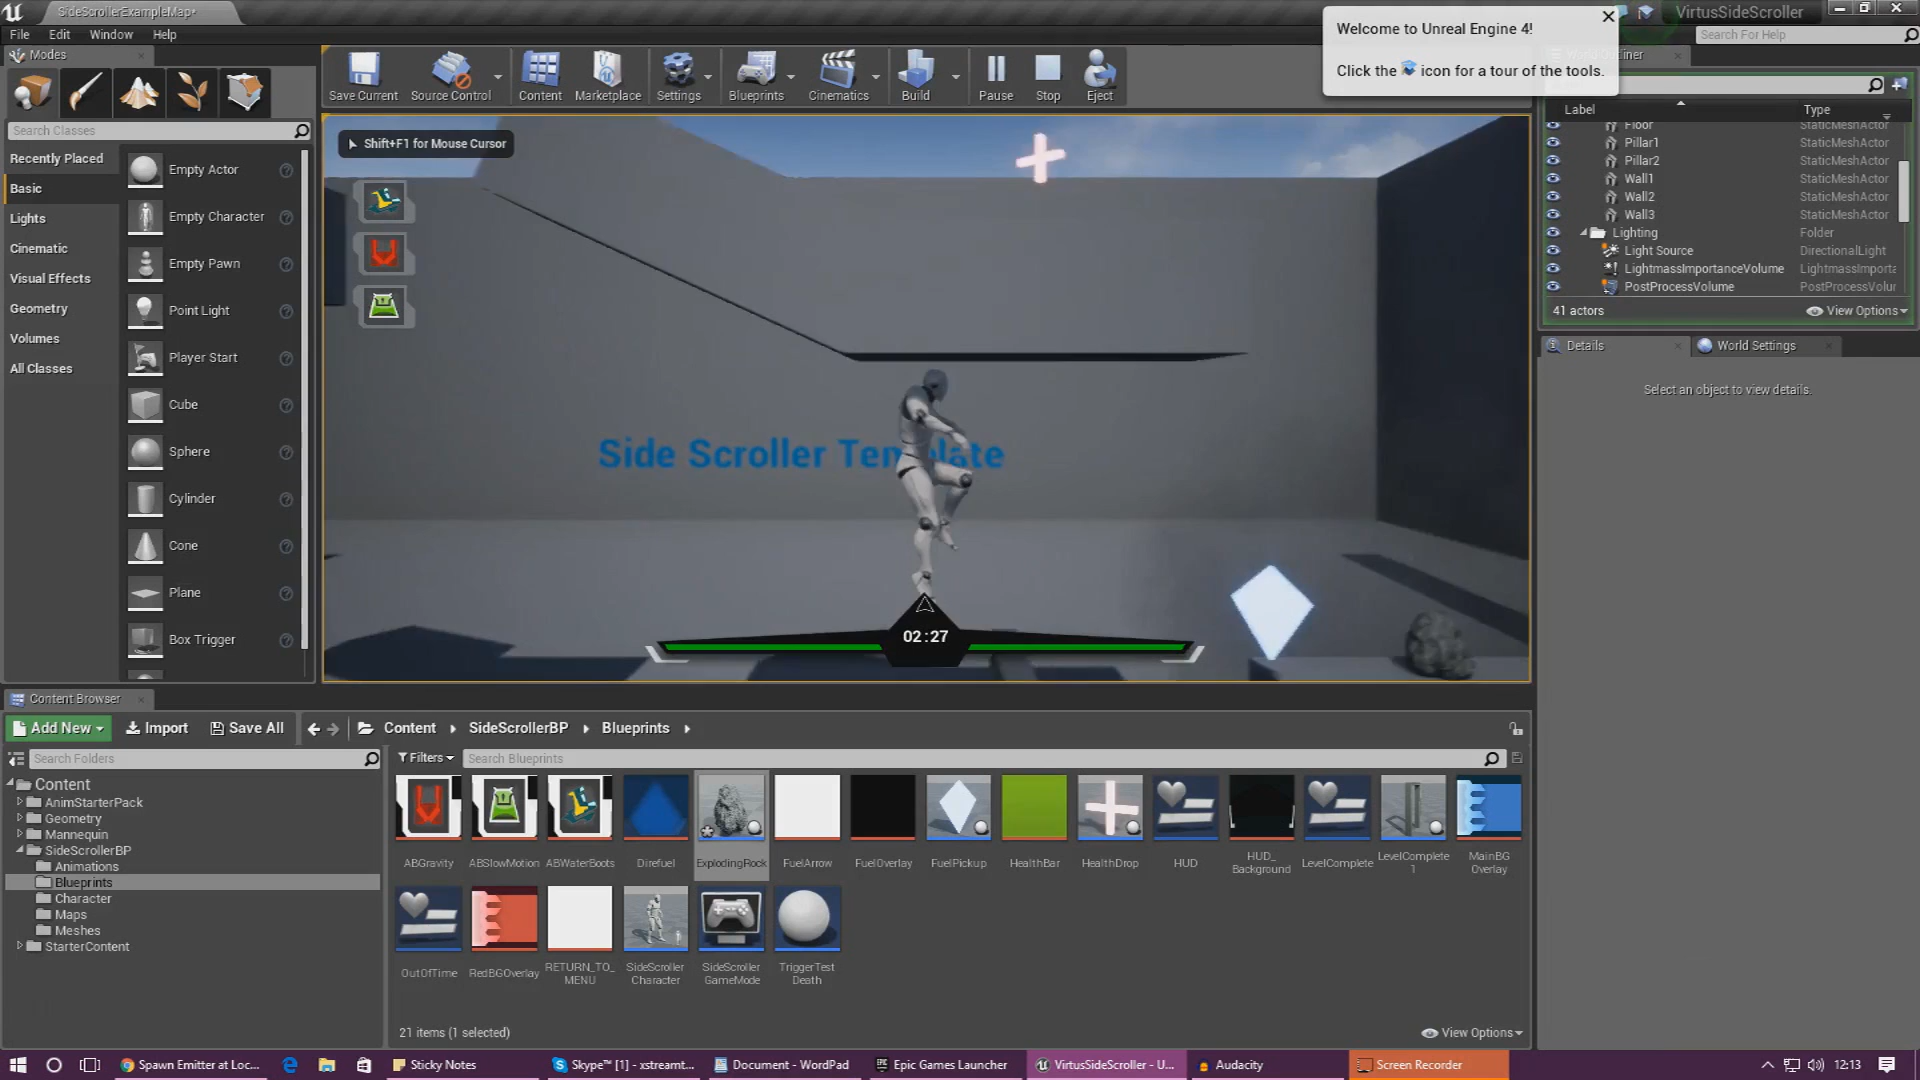 SideScrollerExampleMap*
VirtusSideScroller
File Edit Window Help
Search For Help
Welcome to Unreal Engine 4!
Click the icon for a tour of the tools.
Modes
Save Current Source Control Content Marketplace Settings Blueprints Cinematics Build Pause Stop Eject
Search Classes
Recently Placed
Basic
Lights
Cinematic
Visual Effects
Geometry
Volumes
All Classes
Empty Actor
Empty Character
Empty Pawn
Point Light
Player Start
Cube
Sphere
Cylinder
Cone
Plane
Box Trigger
Shift+F1 for Mouse Cursor
Side Scroller Template
02:27
World Outliner
Label Type
Floor StaticMeshActor
Pillar1 StaticMeshActor
Pillar2 StaticMeshActor
Wall1 StaticMeshActor
Wall2 StaticMeshActor
Wall3 StaticMeshActor
Lighting Folder
Light Source DirectionalLight
LightmassImportanceVolume LightmassImporta
PostProcessVolume PostProcessVolur
41 actors View Options
Details World Settings
Select an object to view details.
Content Browser
Add New Import Save All Content SideScrollerBP Blueprints
Search Folders
Filters Search Blueprints
Content
AnimStarterPack
Geometry
Mannequin
SideScrollerBP
Animations
Blueprints
Character
Maps
Meshes
StarterContent
ABGravity ABSlowMotion ABWaterBoots Direfuel ExplodingRock FuelArrow FuelOverlay FuelPickup HealthBar HealthDrop HUD HUD_
Background LevelComplete LevelComplete
1 MainBG
Overlay
OutOfTime RedBGOverlay RETURN_TO_
MENU SideScroller
Character SideScroller
GameMode TriggerTest
Death
21 items (1 selected) View Options
Spawn Emitter at Loc... Sticky Notes Skype™ [1] - xstreamt... Document - WordPad Epic Games Launcher VirtusSideScroller - U... Audacity Screen Recorder 12:13